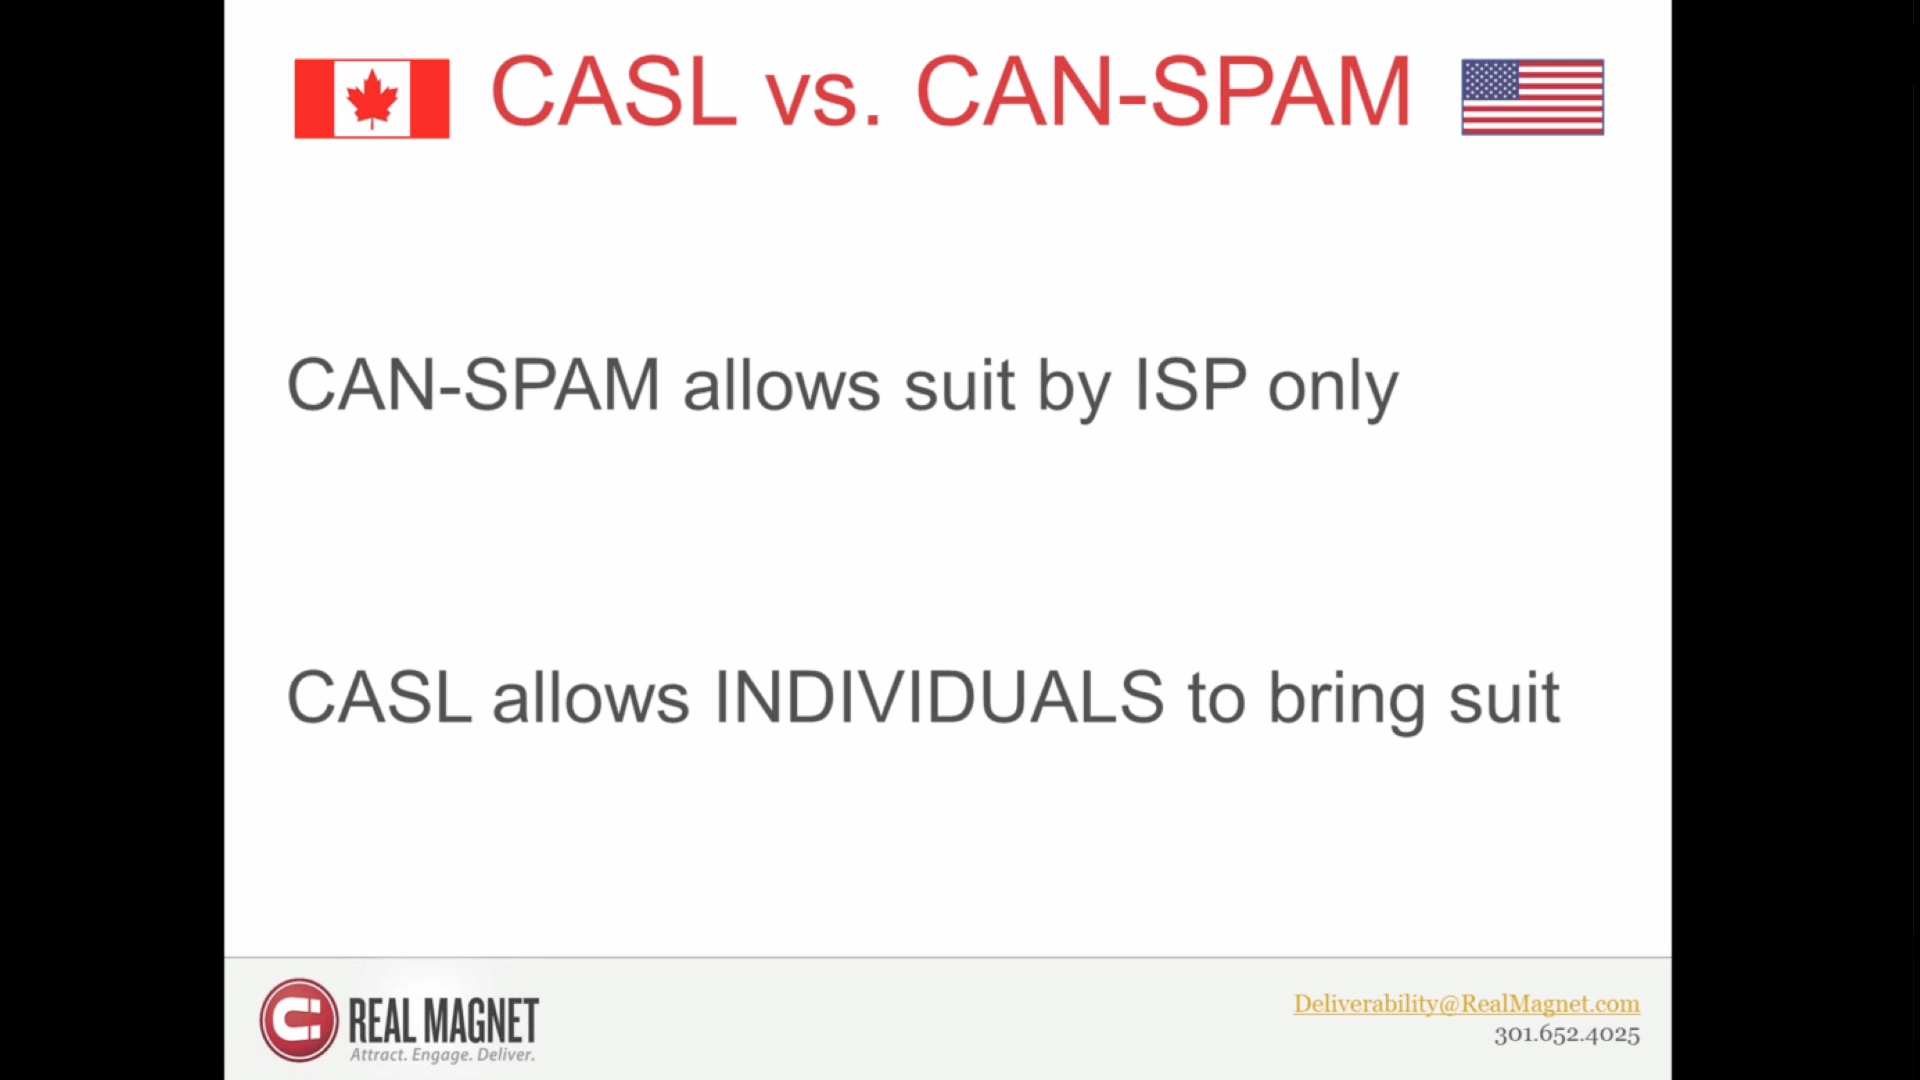 CASL vs. CAN-SPAM
CAN-SPAM allows suit by ISP only
CASL allows INDIVIDUALS to bring suit
REAL MAGNET
Attract. Engage. Deliver.
Deliverability@RealMagnet.com
301.652.4025